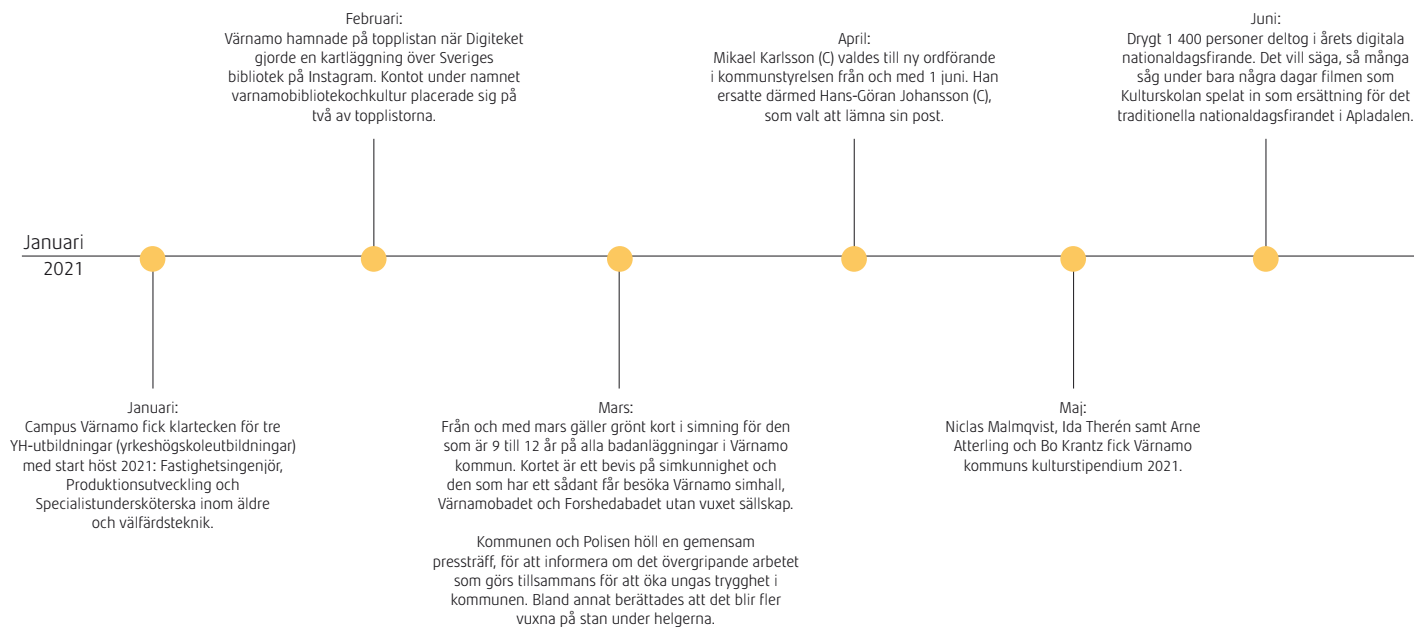 Januari
2021
Januari:
Campus Värnamo fick klartecken för tre
YH-utbildningar (yrkeshögskoleutbildningar)
med start höst 2021: Fastighetsingenjör,
Produktionsutveckling och
Specialistundersköterska inom äldre
och välfärdsteknik.
Februari:
Värnamo hamnade på topplistan när Digiteket
gjorde en kartläggning över Sveriges
bibliotek på Instagram. Kontot under namnet
varnamobibliotekochkultur placerade sig på
två av topplistorna.
Mars:
Från och med mars gäller grönt kort i simning för den
som är 9 till 12 år på alla badanläggningar i Värnamo
kommun. Kortet är ett bevis på simkunnighet och
den som har ett sådant får besöka Värnamo simhall,
Värnamobadet och Forshedabadet utan vuxet sällskap.
Kommunen och Polisen höll en gemensam
pressträff, för att informera om det övergripande arbetet
som görs tillsammans för att öka ungas trygghet i
kommunen. Bland annat berättades att det blir fler
vuxna på stan under helgerna.
April:
Mikael Karlsson (C) valdes till ny ordförande
i kommunstyrelsen från och med 1 juni. Han
ersatte därmed Hans-Göran Johansson (C),
som valt att lämna sin post.
Maj:
Niclas Malmqvist, Ida Therén samt Arne
Atterling och Bo Krantz fick Värnamo
kommuns kulturstipendium 2021.
Juni:
Drygt 1 400 personer deltog i årets digitala
nationaldagsfirande. Det vill säga, så många
såg under bara några dagar filmen som
Kulturskolan spelat in som ersättning för det
traditionella nationaldagsfirandet i Apladalen.